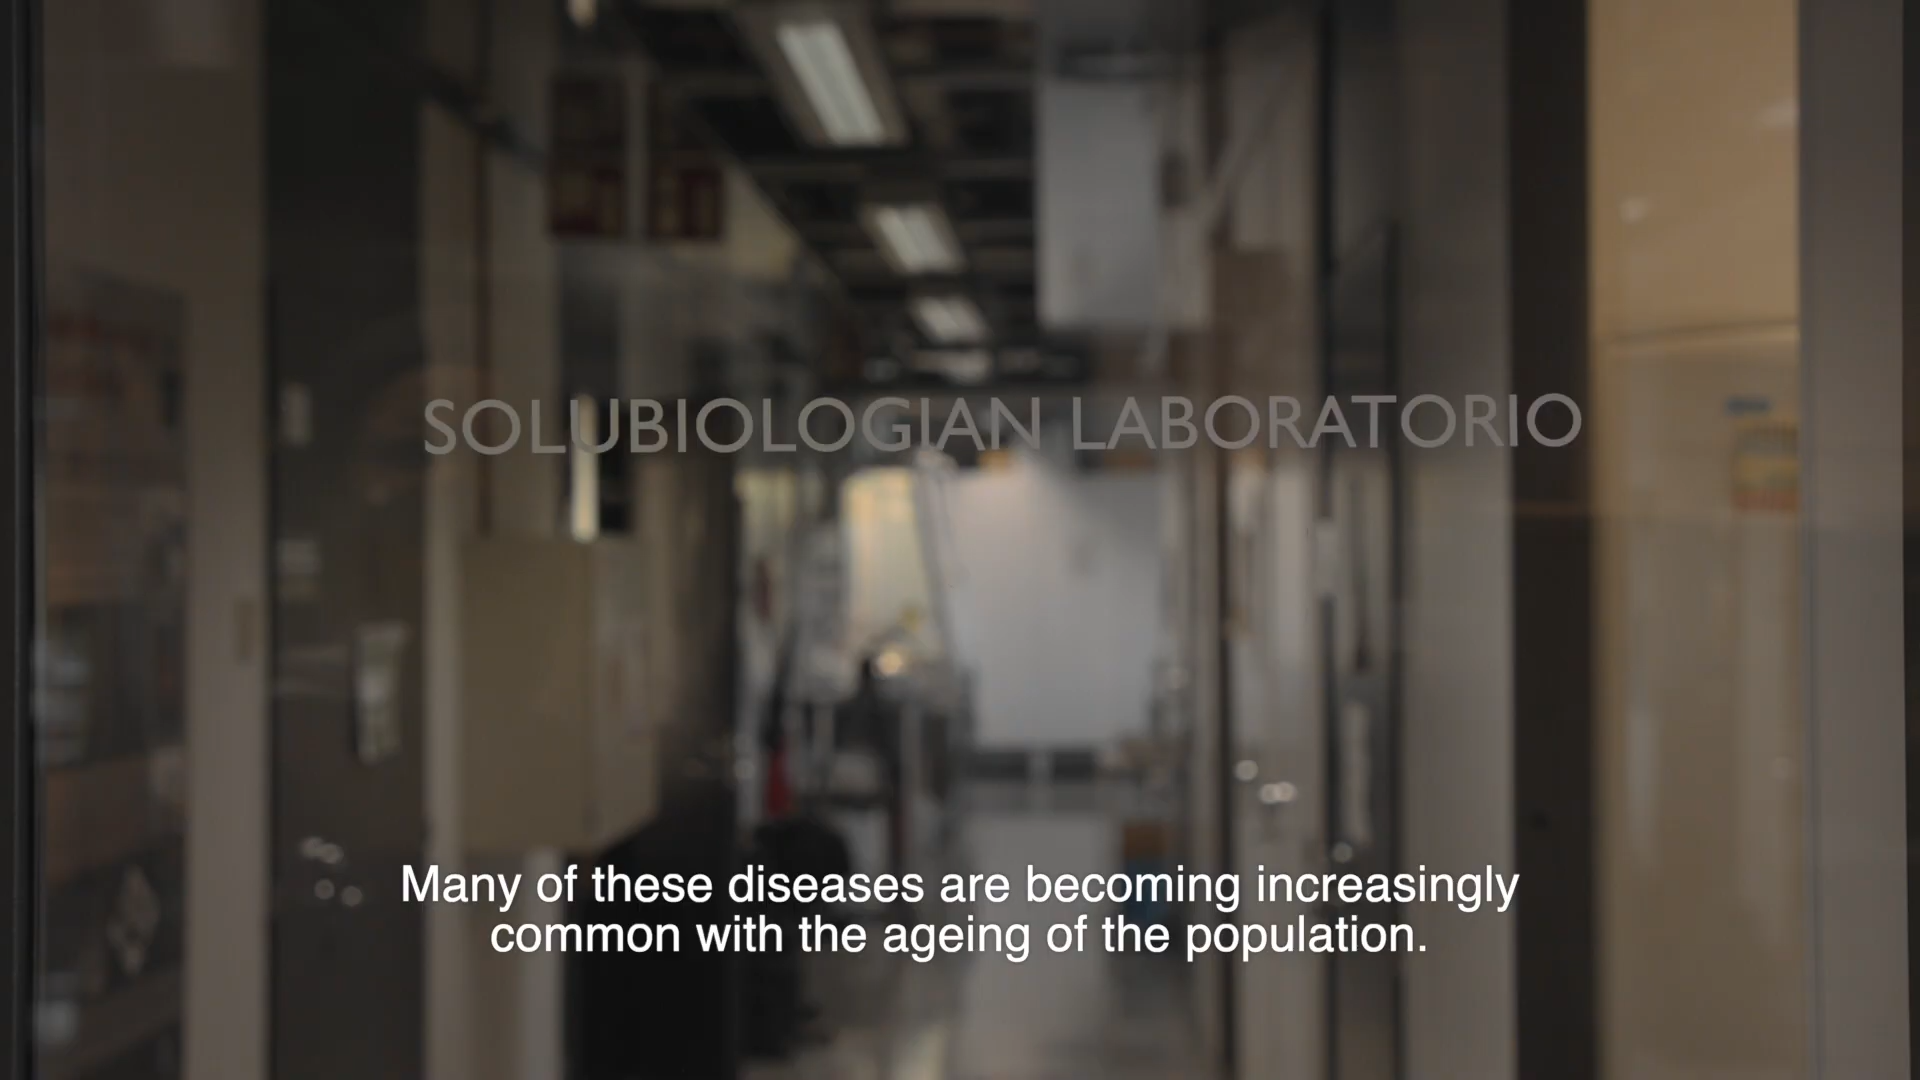 SOLUBIOLOGIAN LABORATORIO
Many of these diseases are becoming increasingly
common with the ageing of the population.